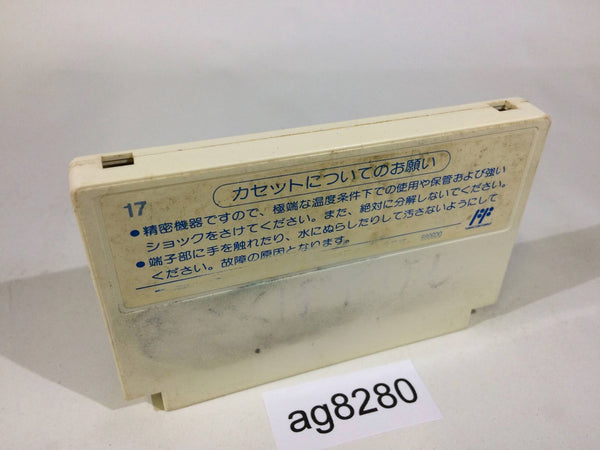 カセットについてのお願い
17
● 精密機器ですので、極端な温度条件下での使用や保管および強い
ショックをさけてください。また、絶対に分解しないでください。
● 端子部に手を触れたり、水にぬらしたりして汚さないようにして
ください。故障の原因となります。
ag8280